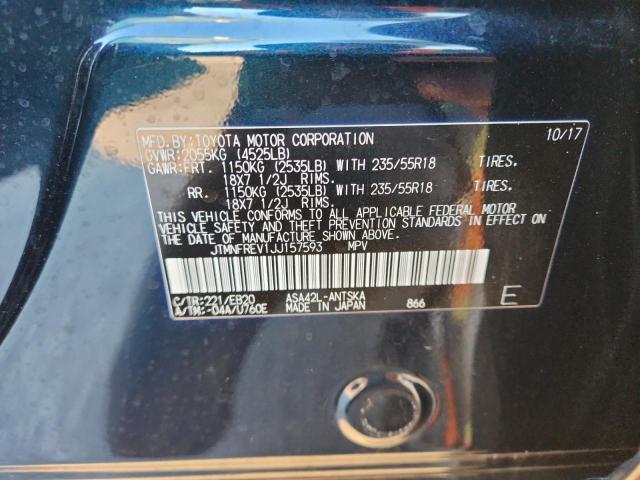 MFD.BY:TOYOTA MOTOR CORPORATION 10/17
GVWR:2055KG (4525LB)
GAWR:FRT. 1150KG (2535LB) WITH 235/55R18 TIRES.
18X7 1/2J RIMS.
RR. 1150KG (2535LB) WITH 235/55R18 TIRES.
18X7 1/2J RIMS.
THIS VEHICLE CONFORMS TO ALL APPLICABLE FEDERAL MOTOR
VEHICLE SAFETY AND THEFT PREVENTION STANDARDS IN EFFECT
ON THE DATE OF MANUFACTURE SHOWN ABOVE.
JTMNFREV1JJ157593 MPV
C/TR:221/EB20 ASA42L-ANTSKA
A/TM:-04A/U760E MADE IN JAPAN 866 E